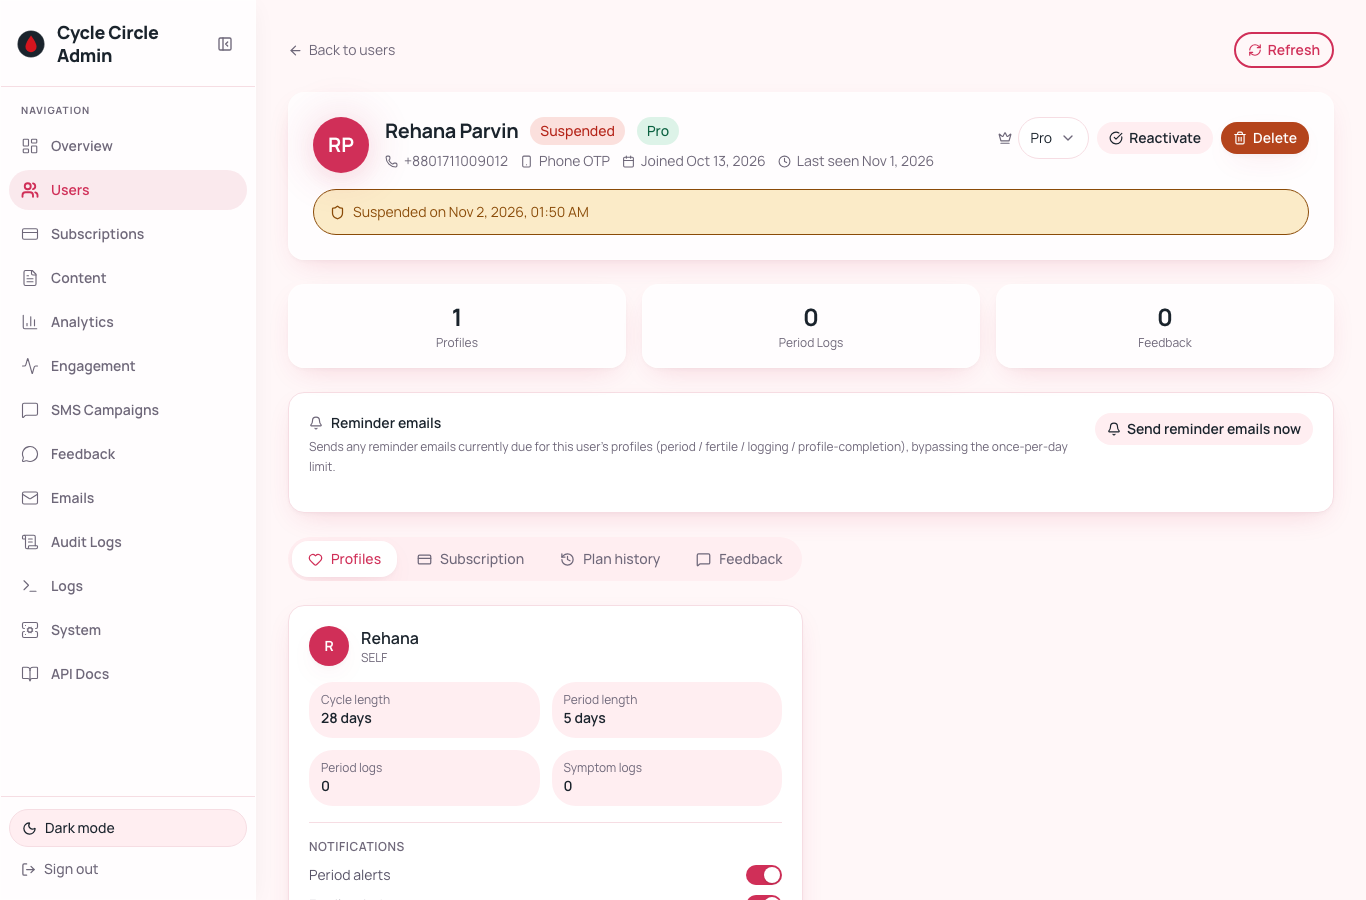 Cycle Circle
Admin
NAVIGATION
Overview
Users
Subscriptions
Content
Analytics
Engagement
SMS Campaigns
Feedback
Emails
Audit Logs
Logs
System
API Docs
Dark mode
Sign out
Back to users
Refresh
RP
Rehana Parvin
Suspended
Pro
+8801711009012
Phone OTP
Joined Oct 13, 2026
Last seen Nov 1, 2026
Pro
Reactivate
Delete
Suspended on Nov 2, 2026, 01:50 AM
1
Profiles
0
Period Logs
0
Feedback
Reminder emails
Sends any reminder emails currently due for this user's profiles (period / fertile / logging / profile-completion), bypassing the once-per-day
limit.
Send reminder emails now
Profiles
Subscription
Plan history
Feedback
R
Rehana
SELF
Cycle length
28 days
Period length
5 days
Period logs
0
Symptom logs
0
NOTIFICATIONS
Period alerts